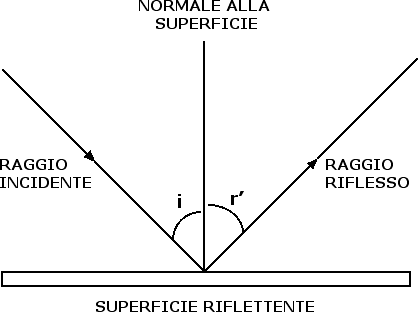 NORMALE ALLA
SUPERFICIE
RAGGIO
INCIDENTE
i
r’
RAGGIO
RIFLESSO
SUPERFICIE RIFLETTENTE